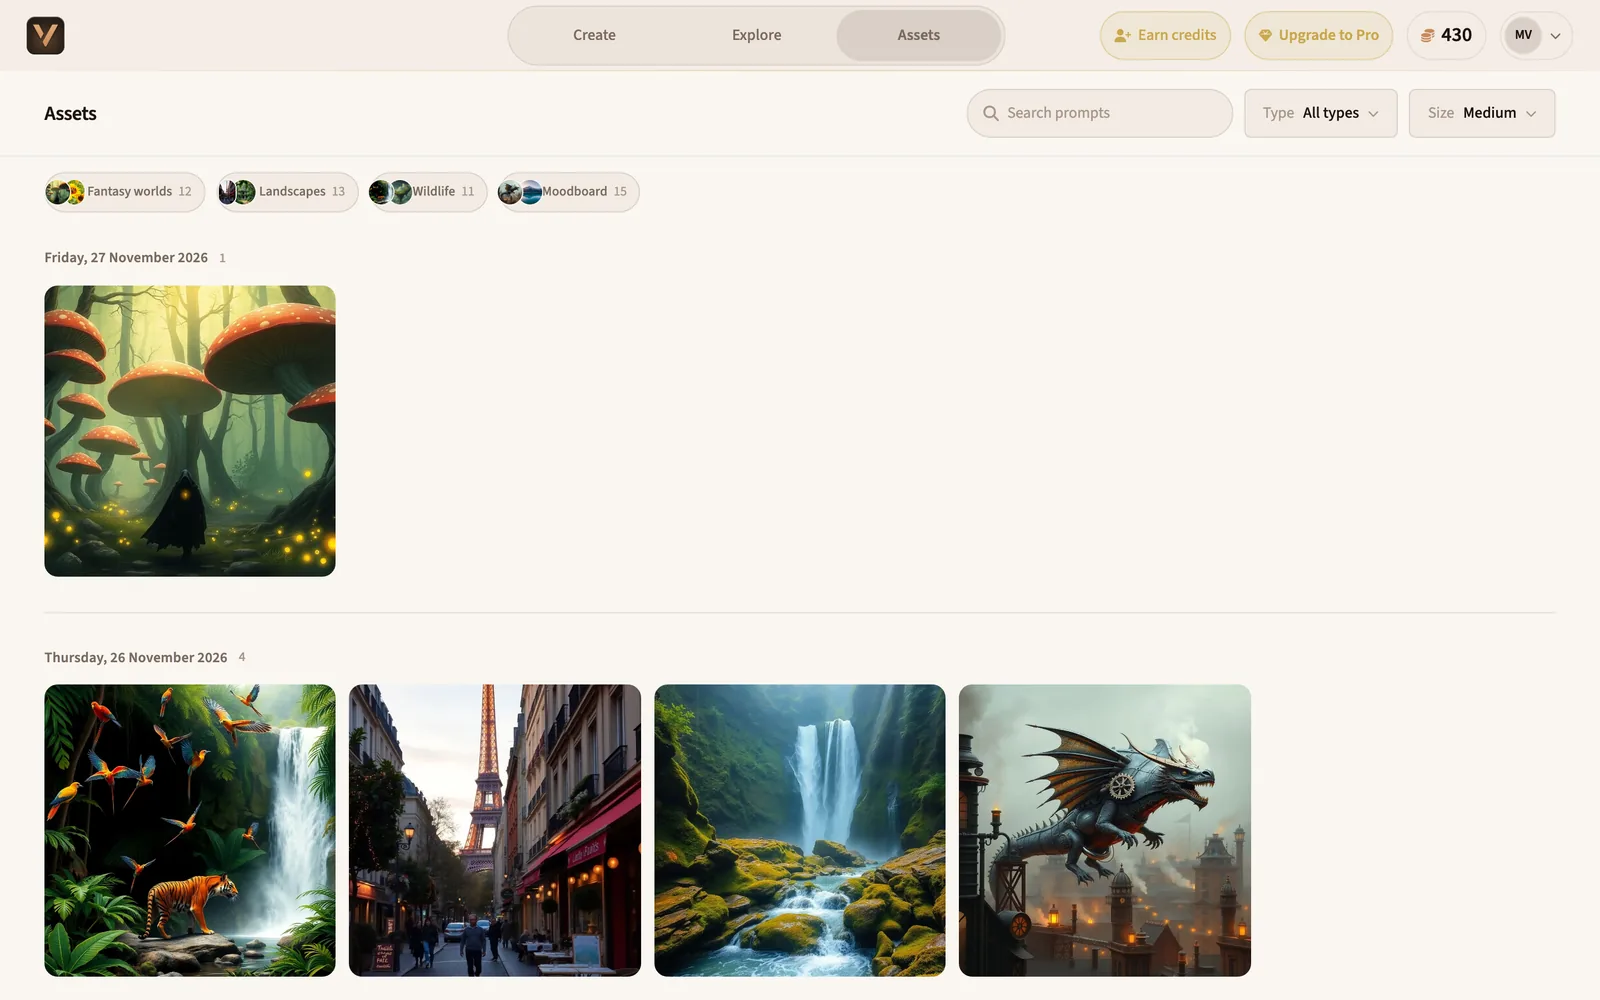 V
Create
Explore
Assets
Earn credits
Upgrade to Pro
430
MV
Assets
Search prompts
Type All types
Size Medium
Fantasy worlds 12
Landscapes 13
Wildlife 11
Moodboard 15
Friday, 27 November 2026 1
Thursday, 26 November 2026 4